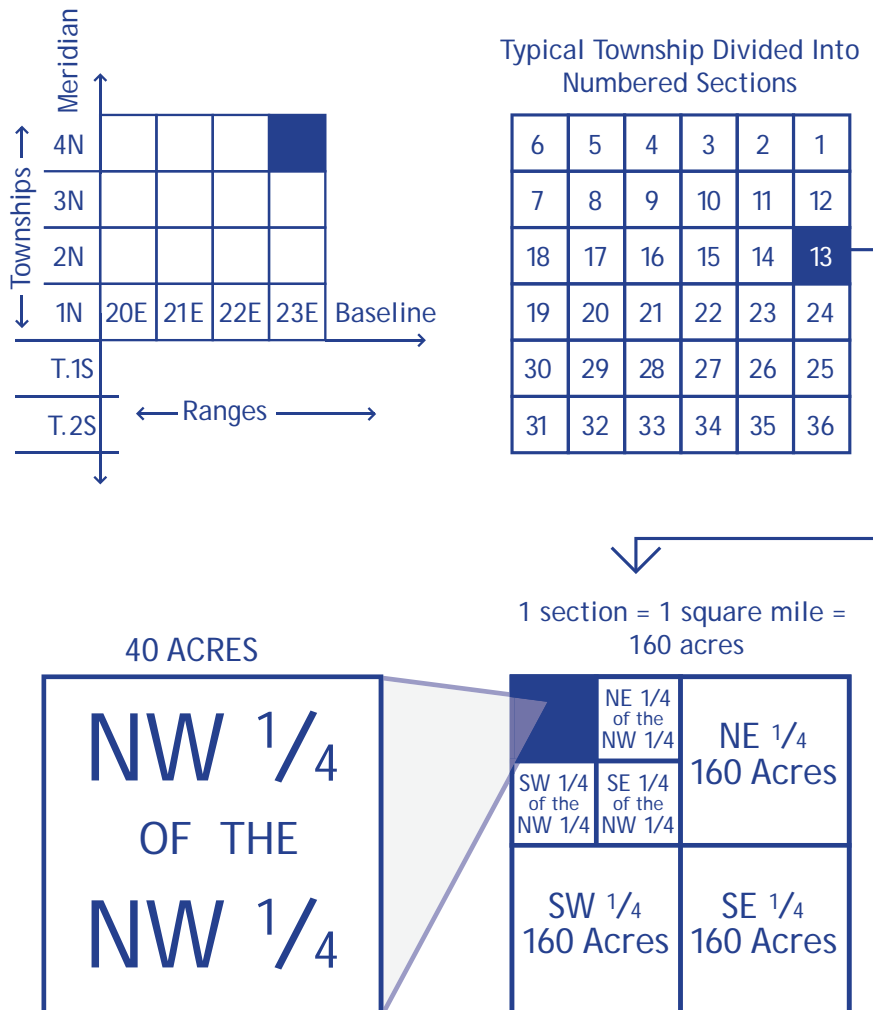 Meridian
Townships
4N
3N
2N
1N 20E 21E 22E 23E Baseline
T.1S
T.2S
Ranges
Typical Township Divided Into
Numbered Sections
6 5 4 3 2 1
7 8 9 10 11 12
18 17 16 15 14 13
19 20 21 22 23 24
30 29 28 27 26 25
31 32 33 34 35 36
40 ACRES
NW 1/4
OF THE
NW 1/4
1 section = 1 square mile =
160 acres
NE 1/4
of the
NW 1/4
SW 1/4
of the
NW 1/4
SE 1/4
of the
NW 1/4
NE 1/4
160 Acres
SW 1/4
160 Acres
SE 1/4
160 Acres